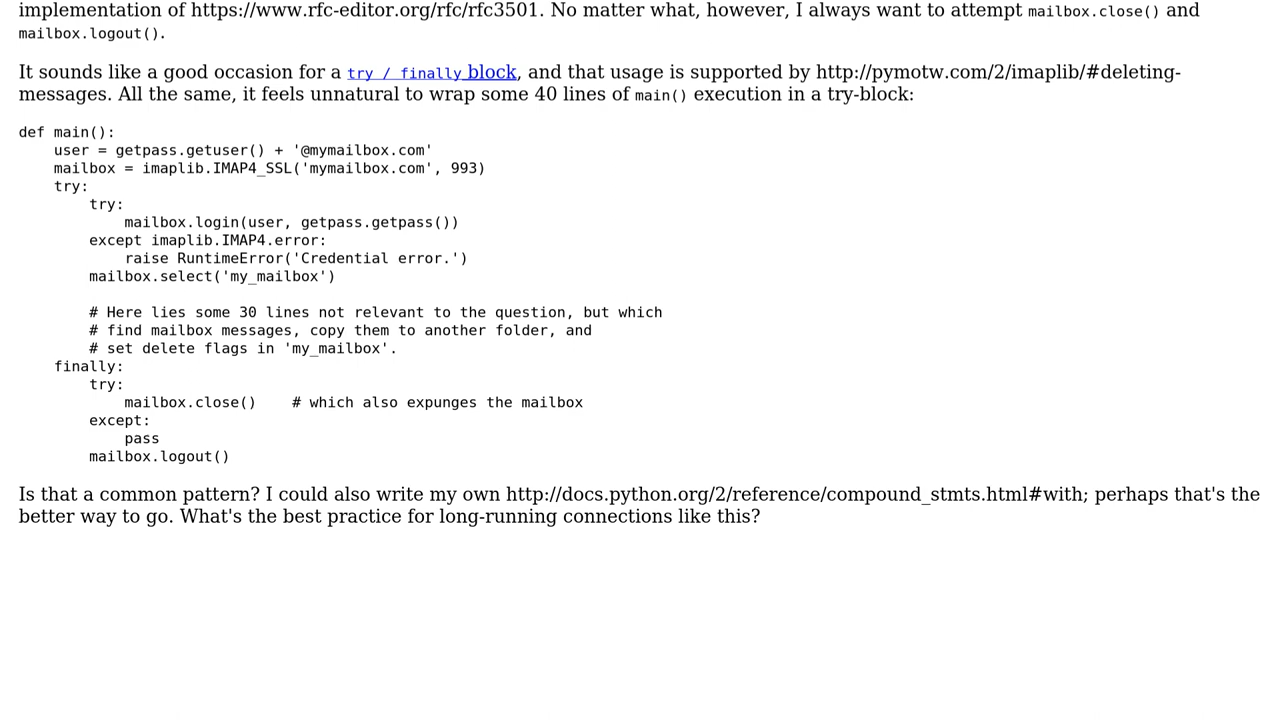 implementation of https://www.rfc-editor.org/rfc/rfc3501. No matter what, however, I always want to attempt mailbox.close() and
mailbox.logout().
It sounds like a good occasion for a try / finally block, and that usage is supported by http://pymotw.com/2/imaplib/#deleting-
messages. All the same, it feels unnatural to wrap some 40 lines of main() execution in a try-block:
def main():
    user = getpass.getuser() + '@mymailbox.com'
    mailbox = imaplib.IMAP4_SSL('mymailbox.com', 993)
    try:
        try:
            mailbox.login(user, getpass.getpass())
        except imaplib.IMAP4.error:
            raise RuntimeError('Credential error.')
        mailbox.select('my_mailbox')
        # Here lies some 30 lines not relevant to the question, but which
        # find mailbox messages, copy them to another folder, and
        # set delete flags in 'my_mailbox'.
    finally:
        try:
            mailbox.close()    # which also expunges the mailbox
        except:
            pass
        mailbox.logout()
Is that a common pattern? I could also write my own http://docs.python.org/2/reference/compound_stmts.html#with; perhaps that's the
better way to go. What's the best practice for long-running connections like this?